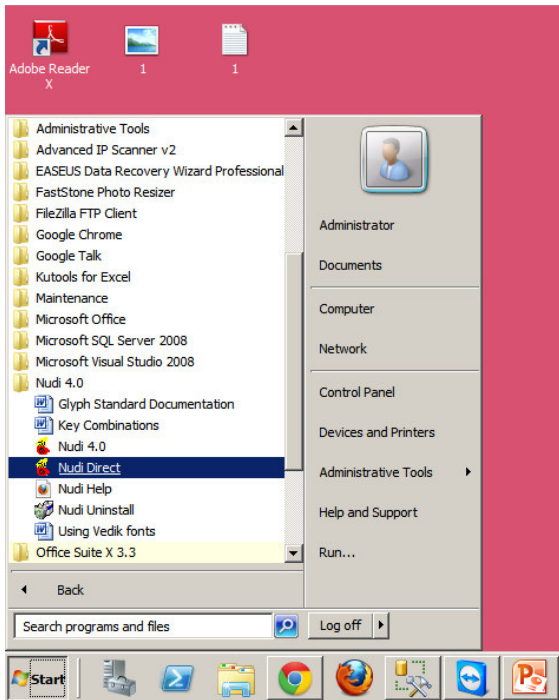 Adobe Reader X
1
1
Administrative Tools
Advanced IP Scanner v2
EASEUS Data Recovery Wizard Professional
FastStone Photo Resizer
FileZilla FTP Client
Google Chrome
Google Talk
Kutools for Excel
Maintenance
Microsoft Office
Microsoft SQL Server 2008
Microsoft Visual Studio 2008
Nudi 4.0
Glyph Standard Documentation
Key Combinations
Nudi 4.0
Nudi Direct
Nudi Help
Nudi Uninstall
Using Vedik fonts
Office Suite X 3.3
Back
Search programs and files
Administrator
Documents
Computer
Network
Control Panel
Devices and Printers
Administrative Tools
Help and Support
Run...
Log off
Start